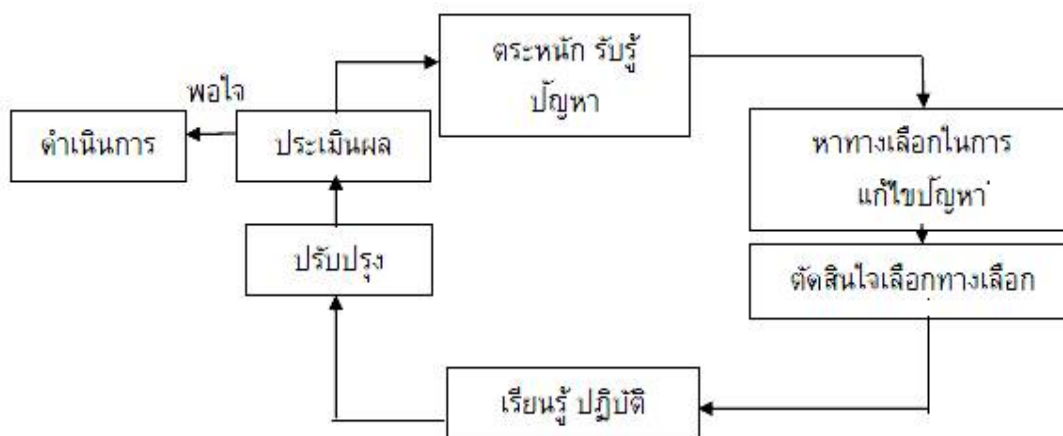 ตระหนัก รับรู้
ปัญหา
พอใจ
ดำเนินการ
ประเมินผล
หาทางเลือกในการ
แก้ไขปัญหา
ปรับปรุง
ตัดสินใจเลือกทางเลือก
เรียนรู้ ปฏิบัติ